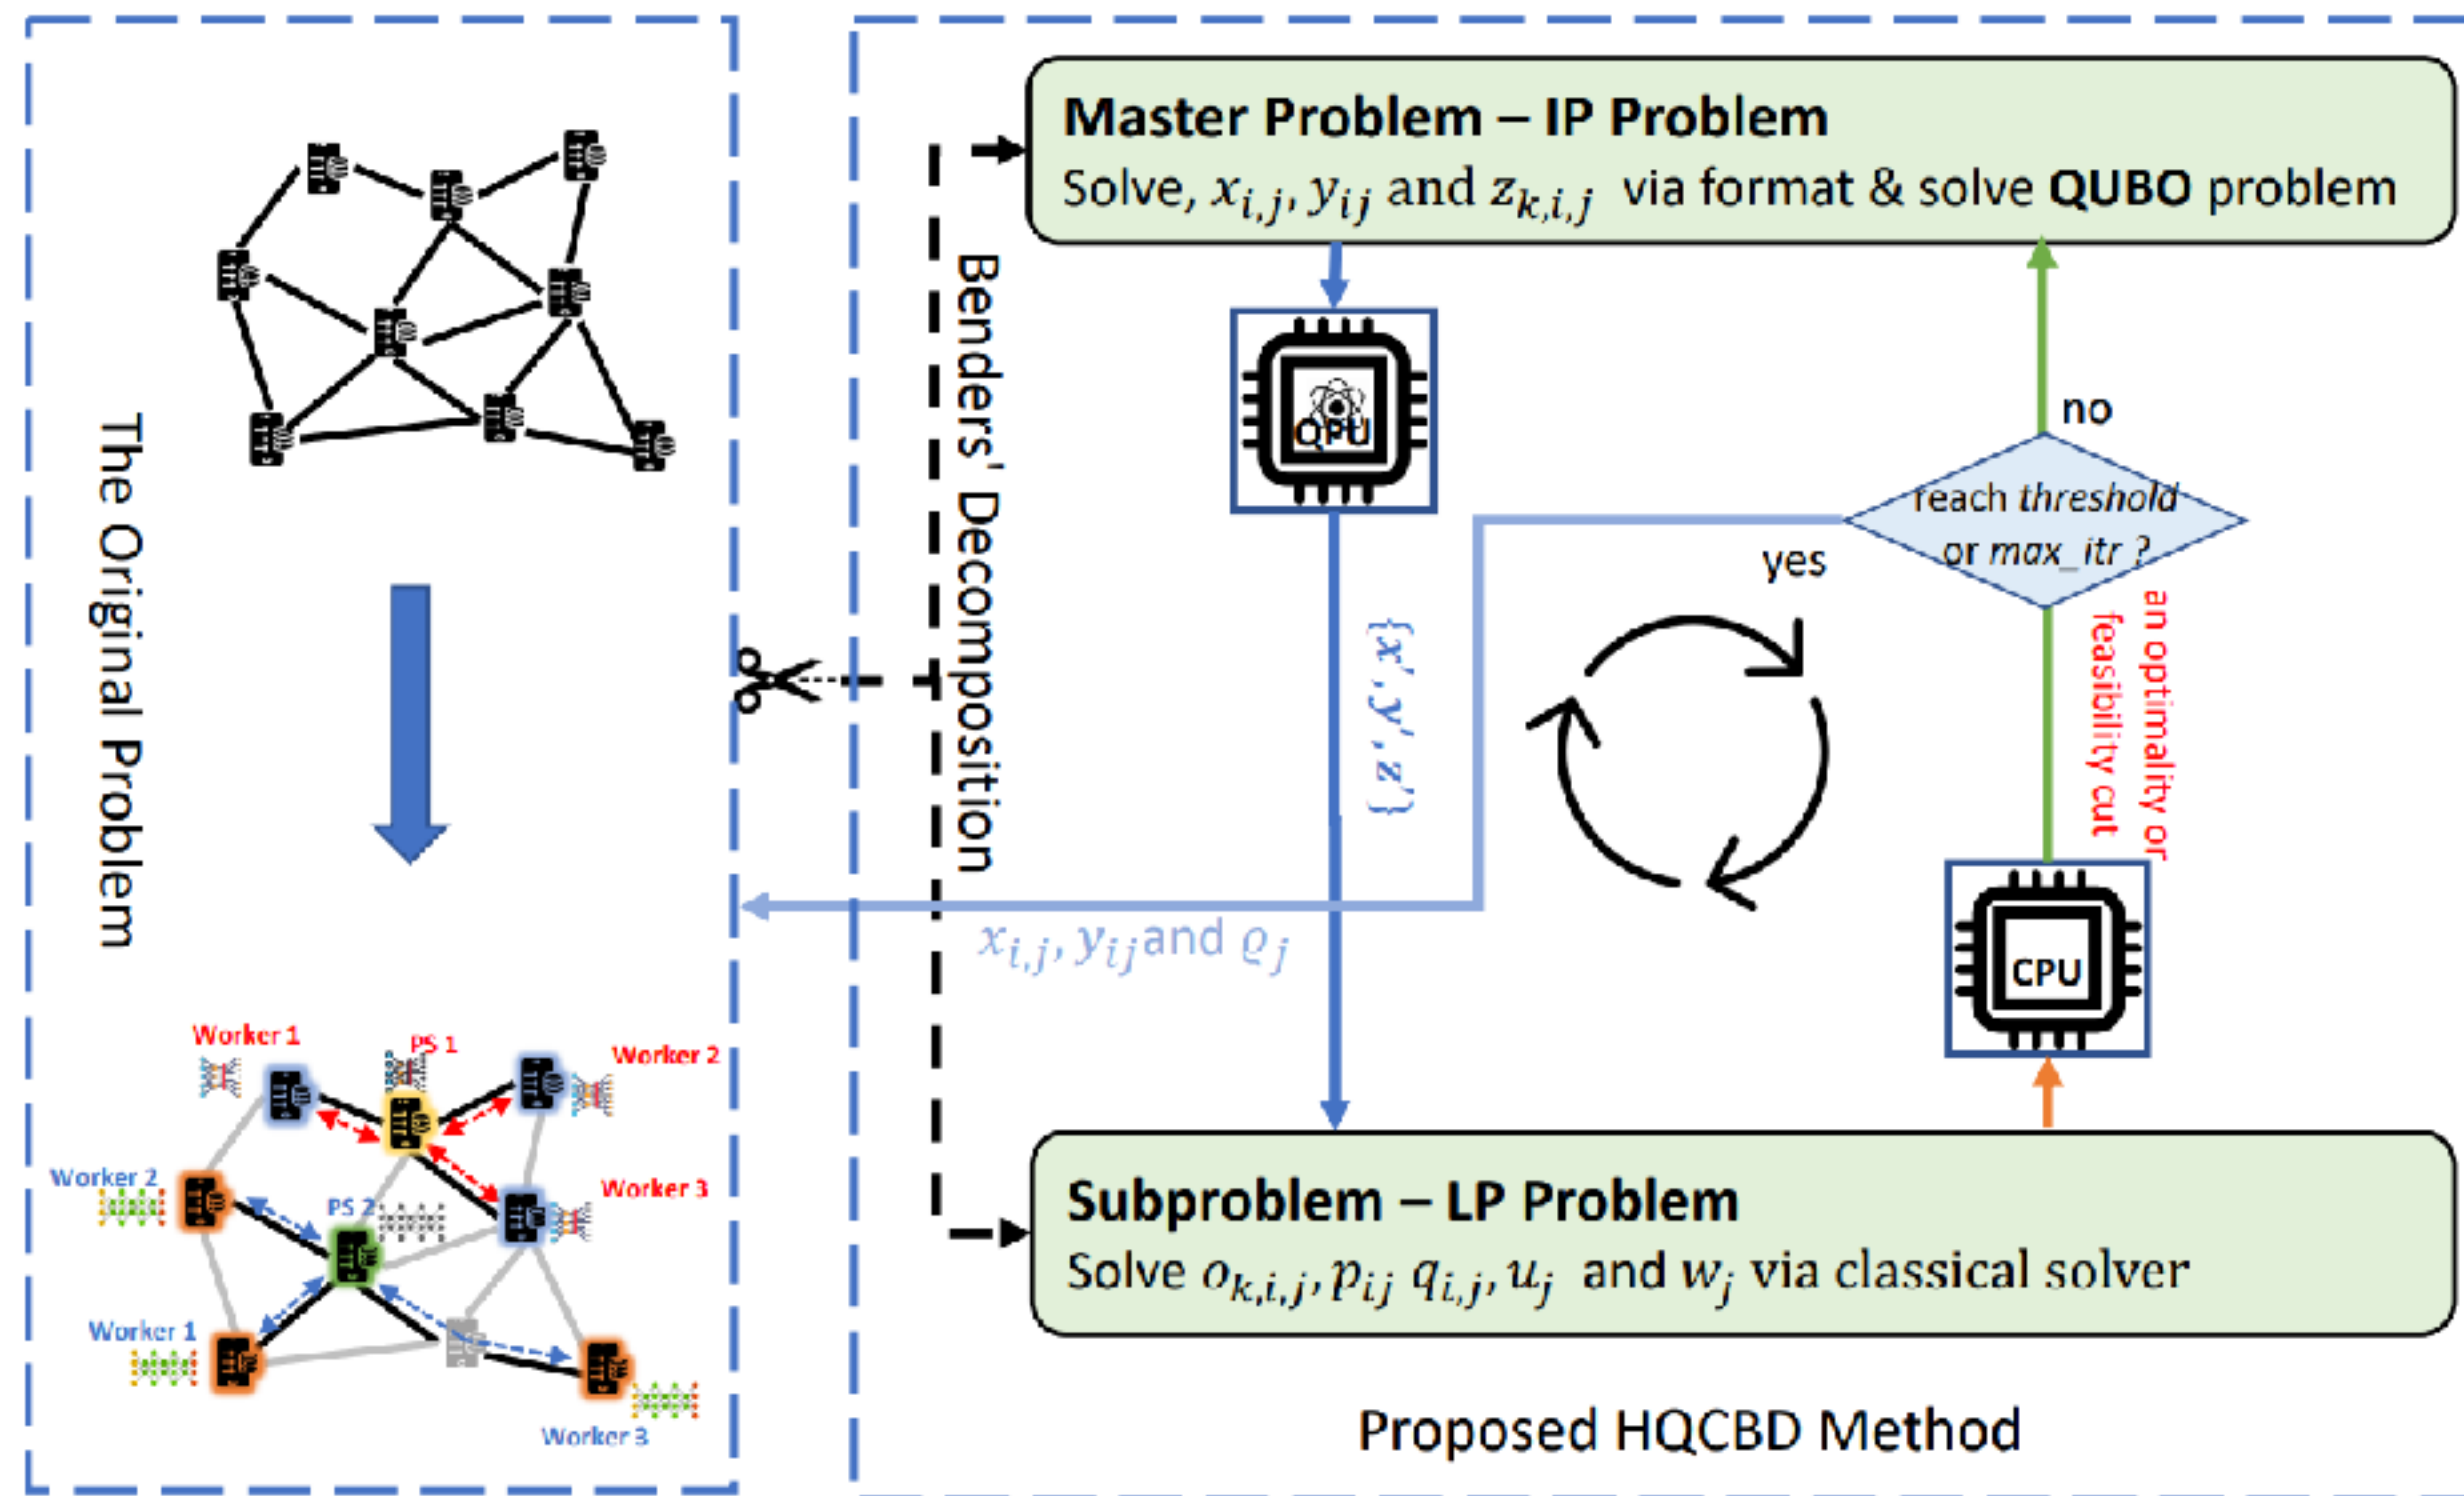 The Original Problem
Worker 1
PS 1
Worker 2
Worker 3
Worker 2
PS 2
Worker 1
Worker 3
Benders' Decomposition
Master Problem – IP Problem
Solve, x_{i,j}, y_{ij} and z_{k,i,j} via format & solve QUBO problem
QPU
no
reach threshold
or max_itr ?
yes
{x', y', z'}
an optimality or
feasibility cut
x_{i,j}, y_{ij} and ϱ_j
CPU
Subproblem – LP Problem
Solve o_{k,i,j}, p_{ij} q_{i,j}, u_j and w_j via classical solver
Proposed HQCBD Method